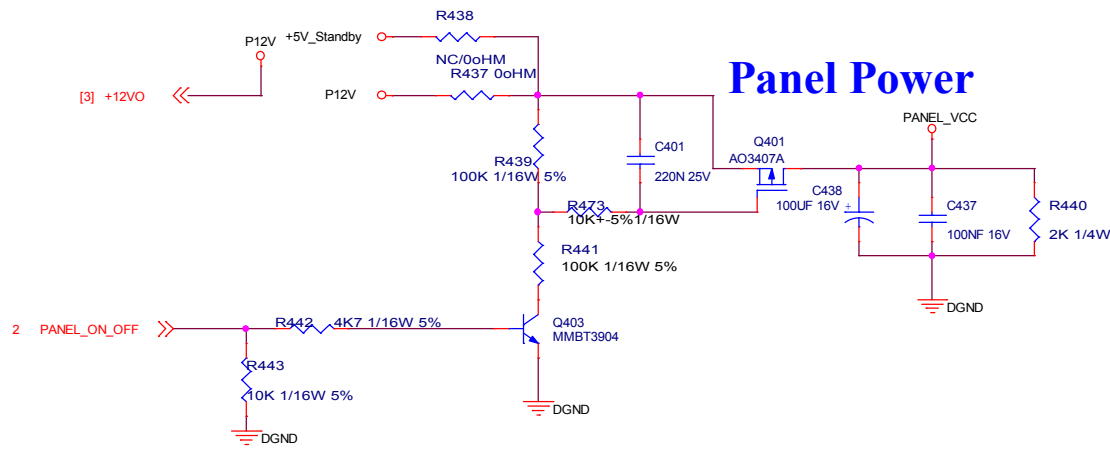 R438
+5V_Standby
P12V
NC/0oHM
R437 0oHM
[3] +12VO
P12V
Panel Power
PANEL_VCC
Q401
AO3407A
C401
220N 25V
R439
100K 1/16W 5%
C438
100UF 16V
+
C437
100NF 16V
R440
2K 1/4W
R473
10K+-5%1/16W
R441
100K 1/16W 5%
DGND
2 PANEL_ON_OFF
R442 4K7 1/16W 5%
Q403
MMBT3904
R443
10K 1/16W 5%
DGND
DGND